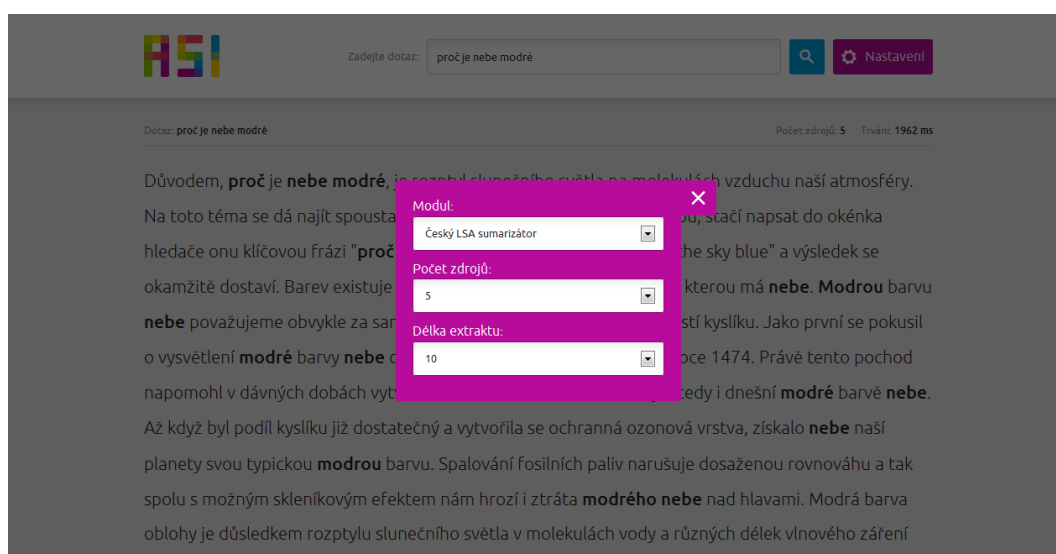 ASI
Zadejte dotaz: proč je nebe modré Nastavení
Dotaz: proč je nebe modré Počet zdrojů: 5 Trvání: 1962 ms
Důvodem, proč je nebe modré, je rozptyl slunečního světla na molekulách vzduchu naší atmosféry.
Na toto téma se dá najít spousta stačí napsat do okénka
hledače onu klíčovou frázi "proč the sky blue" a výsledek se
okamžitě dostaví. Barev existuje kterou má nebe. Modrou barvu
nebe považujeme obvykle za kyslíku. Jako první se pokusil
o vysvětlení modré barvy nebe roce 1474. Právě tento pochod
napomohl v dávných dobách tedy i dnešní modré barvě nebe.
Až když byl podíl kyslíku již dostatečný a vytvořila se ochranná ozonová vrstva, získalo nebe naší
planety svou typickou modrou barvu. Spalování fosilních paliv narušuje dosaženou rovnováhu a tak
spolu s možným skleníkovým efektem nám hrozí i ztráta modrého nebe nad hlavami. Modrá barva
oblohy je důsledkem rozptylu slunečního světla v molekulách vody a různých délek vlnového záření
Modul:
Český LSA sumarizátor
Počet zdrojů:
5
Délka extraktu:
10